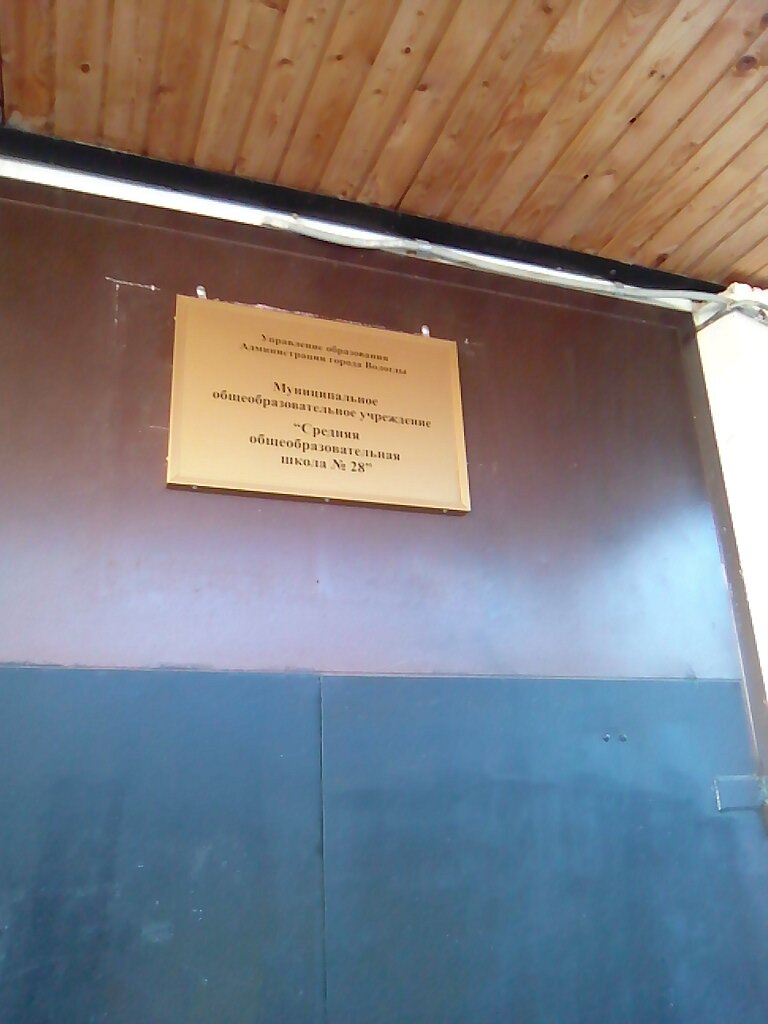 Управление образования
Администрации города Вологды
Муниципальное
общеобразовательное учреждение
“Средняя
общеобразовательная
школа № 28”